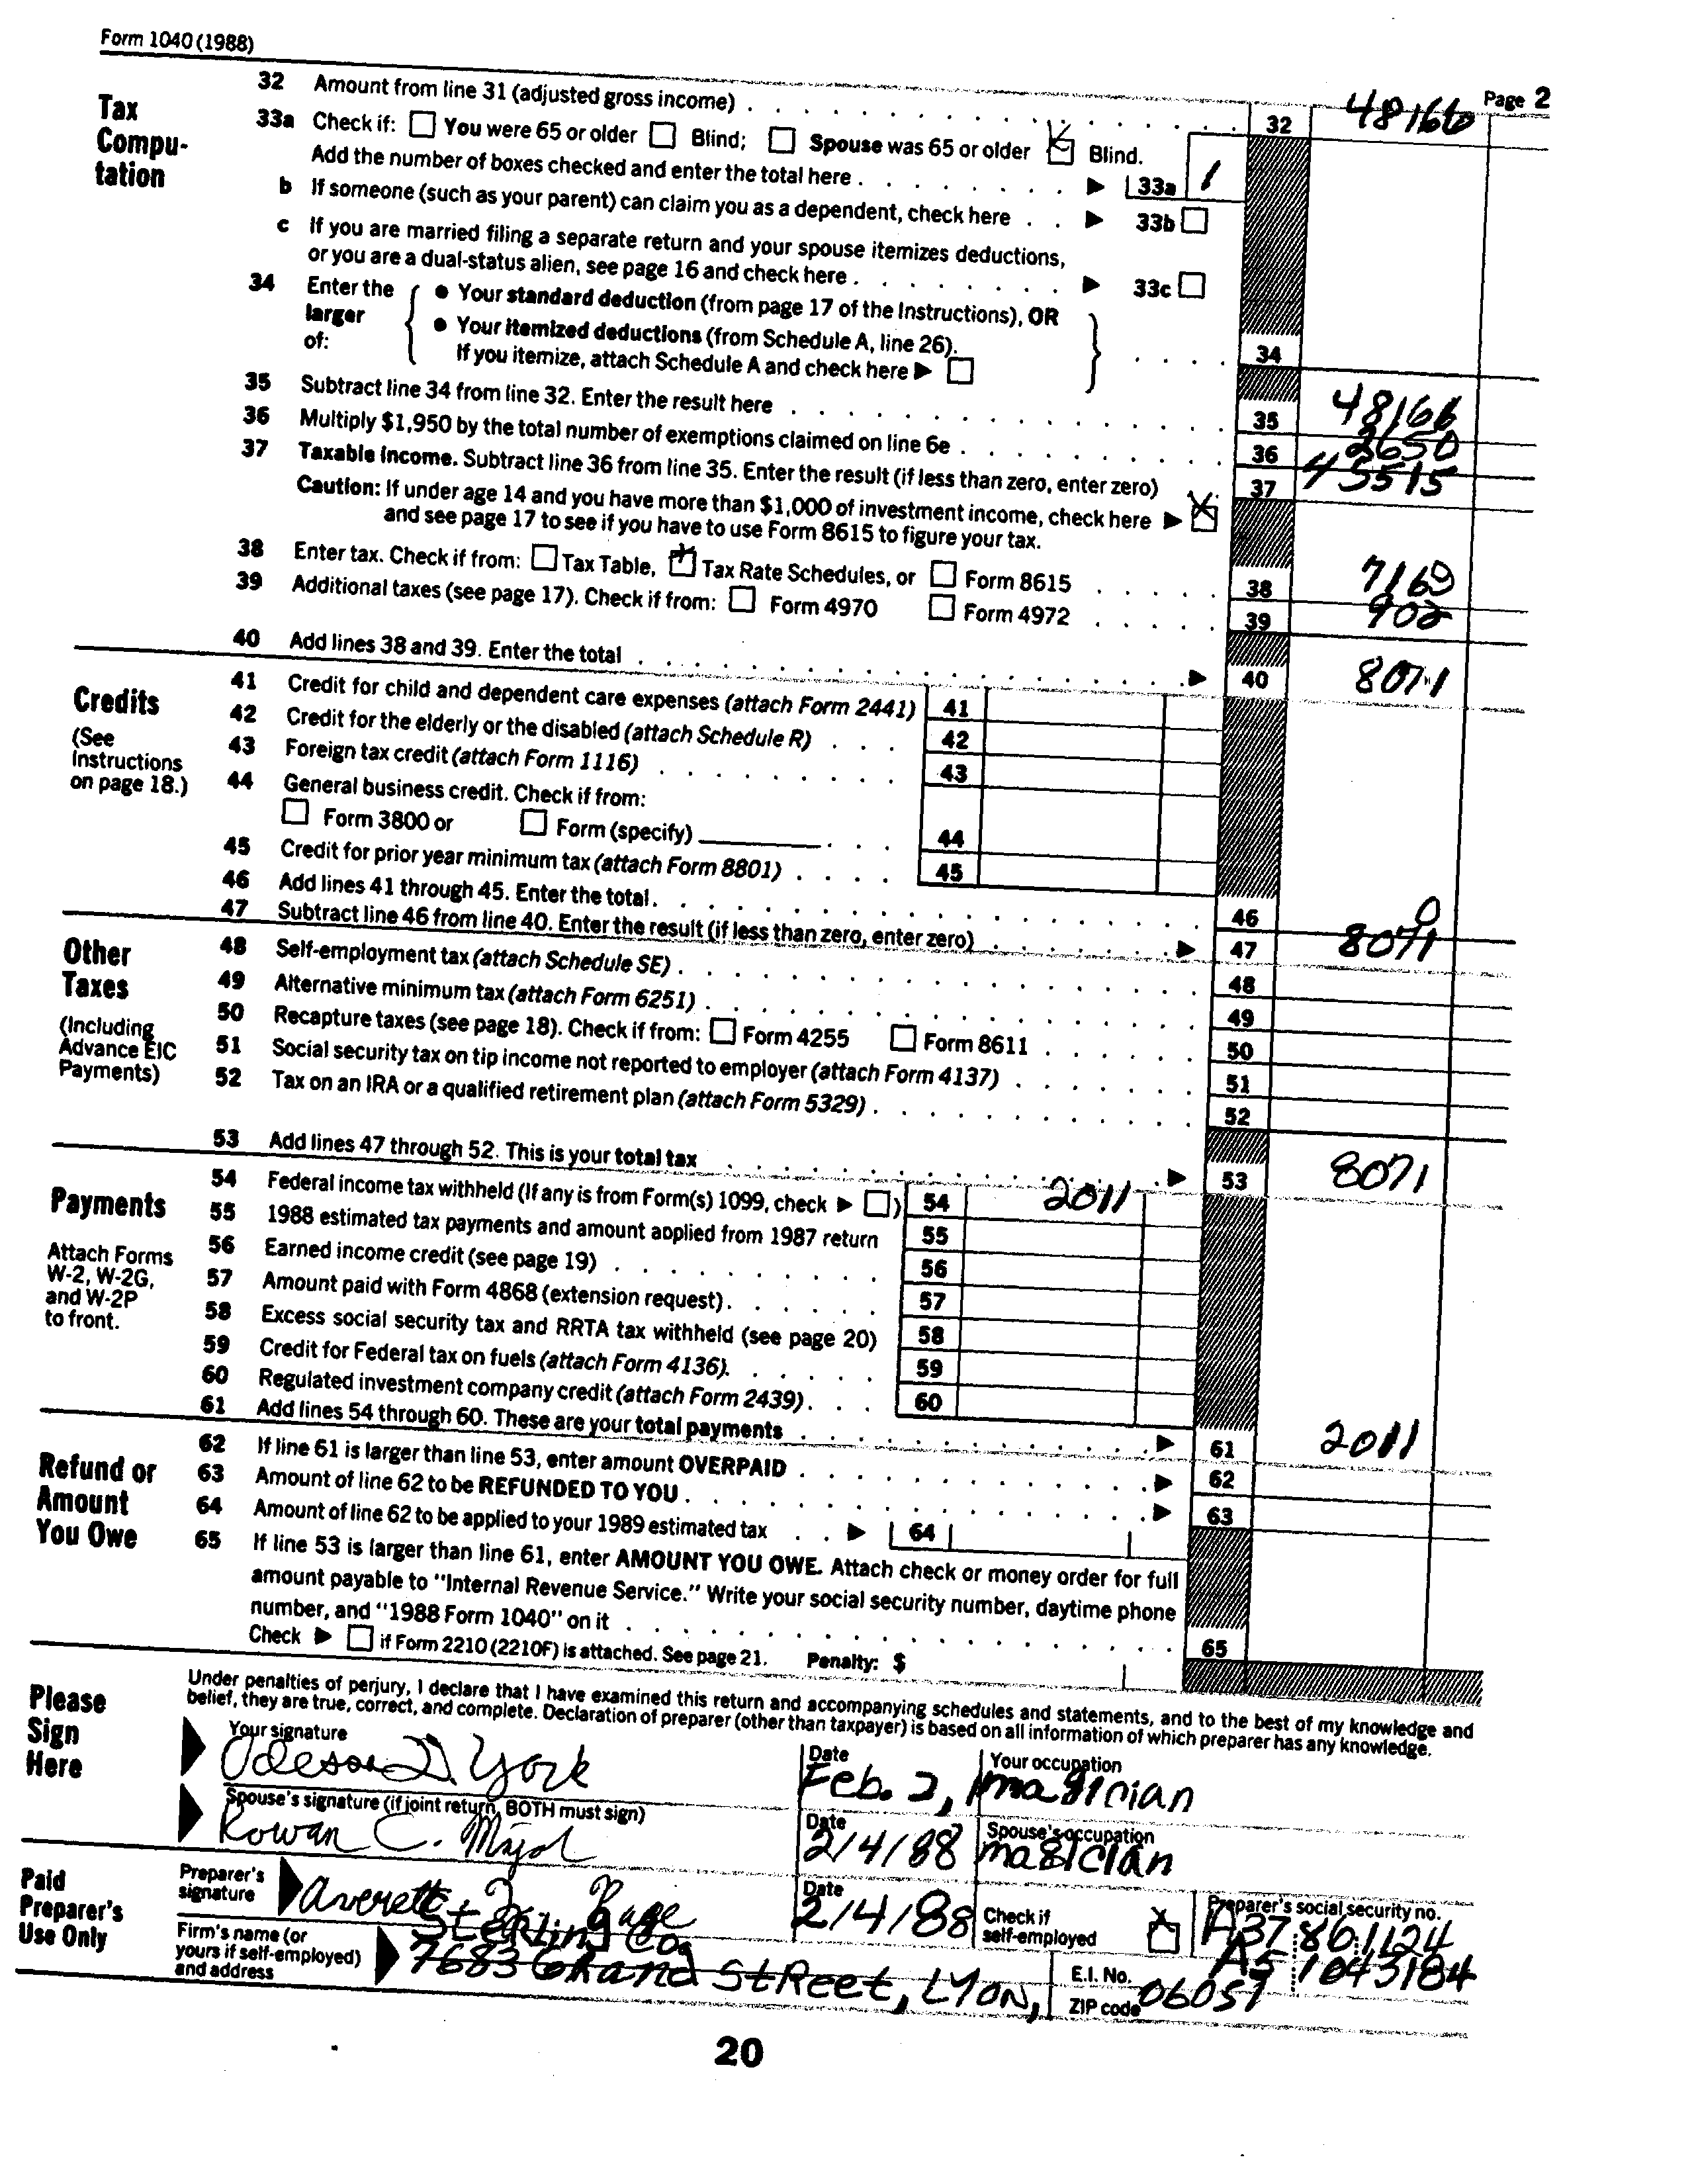 Form 1040 (1988)
Page 2
Tax Compu-tation
32 Amount from line 31 (adjusted gross income) . . . 32 48166
33a Check if: ☐ You were 65 or older ☐ Blind; ☐ Spouse was 65 or older ☑ Blind.
Add the number of boxes checked and enter the total here . . . ▶ 33a 1
b If someone (such as your parent) can claim you as a dependent, check here . . ▶ 33b ☐
c If you are married filing a separate return and your spouse itemizes deductions,
or you are a dual-status alien, see page 16 and check here . . . ▶ 33c ☐
34 Enter the larger of: { ● Your standard deduction (from page 17 of the Instructions), OR
● Your itemized deductions (from Schedule A, line 26).
If you itemize, attach Schedule A and check here ▶ ☐ } . . . . 34
35 Subtract line 34 from line 32. Enter the result here . . . 35 48166
36 Multiply $1,950 by the total number of exemptions claimed on line 6e . . . 36 2650
37 Taxable income. Subtract line 36 from line 35. Enter the result (if less than zero, enter zero) 37 45515
Caution: If under age 14 and you have more than $1,000 of investment income, check here ▶ ☒
and see page 17 to see if you have to use Form 8615 to figure your tax.
38 Enter tax. Check if from: ☐ Tax Table, ☒ Tax Rate Schedules, or ☐ Form 8615 . . . 38 7169
39 Additional taxes (see page 17). Check if from: ☐ Form 4970 ☐ Form 4972 . . . 39 902
40 Add lines 38 and 39. Enter the total . . . ▶ 40 8071
Credits
(See Instructions on page 18.)
41 Credit for child and dependent care expenses (attach Form 2441) 41
42 Credit for the elderly or the disabled (attach Schedule R) . . . 42
43 Foreign tax credit (attach Form 1116) . . . 43
44 General business credit. Check if from:
☐ Form 3800 or ☐ Form (specify) ______ . . . 44
45 Credit for prior year minimum tax (attach Form 8801) . . . . 45
46 Add lines 41 through 45. Enter the total. . . . 46 0
47 Subtract line 46 from line 40. Enter the result (if less than zero, enter zero) . . . ▶ 47 8071
Other Taxes
(Including Advance EIC Payments)
48 Self-employment tax (attach Schedule SE) . . . 48
49 Alternative minimum tax (attach Form 6251) . . . 49
50 Recapture taxes (see page 18). Check if from: ☐ Form 4255 ☐ Form 8611 . . . 50
51 Social security tax on tip income not reported to employer (attach Form 4137) . . . 51
52 Tax on an IRA or a qualified retirement plan (attach Form 5329) . . . 52
53 Add lines 47 through 52. This is your total tax . . . ▶ 53 8071
Payments
Attach Forms W-2, W-2G, and W-2P to front.
54 Federal income tax withheld (If any is from Form(s) 1099, check ▶ ☐) 54 2011
55 1988 estimated tax payments and amount applied from 1987 return 55
56 Earned income credit (see page 19) . . . 56
57 Amount paid with Form 4868 (extension request) . . . 57
58 Excess social security tax and RRTA tax withheld (see page 20) 58
59 Credit for Federal tax on fuels (attach Form 4136). . . . 59
60 Regulated investment company credit (attach Form 2439) . . . 60
61 Add lines 54 through 60. These are your total payments . . . ▶ 61 2011
Refund or Amount You Owe
62 If line 61 is larger than line 53, enter amount OVERPAID . . . ▶ 62
63 Amount of line 62 to be REFUNDED TO YOU . . . ▶ 63
64 Amount of line 62 to be applied to your 1989 estimated tax . . ▶ 64
65 If line 53 is larger than line 61, enter AMOUNT YOU OWE. Attach check or money order for full
amount payable to "Internal Revenue Service." Write your social security number, daytime phone
number, and "1988 Form 1040" on it . . . 65
Check ▶ ☐ if Form 2210 (2210F) is attached. See page 21. Penalty: $
Please Sign Here
Under penalties of perjury, I declare that I have examined this return and accompanying schedules and statements, and to the best of my knowledge and
belief, they are true, correct, and complete. Declaration of preparer (other than taxpayer) is based on all information of which preparer has any knowledge.
Your signature Date Your occupation
D. York Feb. 2, magician
Spouse's signature (if joint return, BOTH must sign) Date Spouse's occupation
Rowan C. Major 2/4/88 magician
Paid Preparer's Use Only
Preparer's signature Averett Page Date 2/4/88 Check if self-employed ☒ Preparer's social security no. A37 86 1124
Firm's name (or yours if self-employed) and address Sterling Co. E.I. No. A5 1043184
7683 Grand Street, Lyon, ZIP code 06051
20